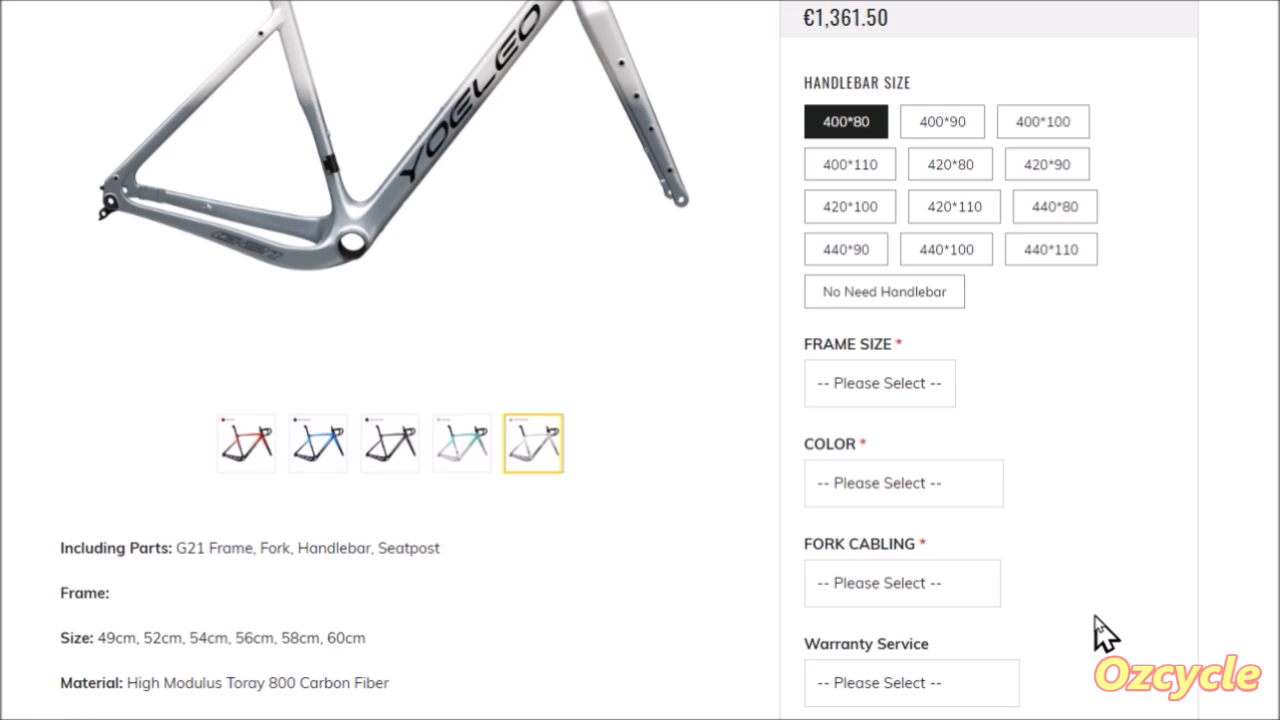 YOELEO
G21
€1,361.50
HANDLEBAR SIZE
400*80 400*90 400*100
400*110 420*80 420*90
420*100 420*110 440*80
440*90 440*100 440*110
No Need Handlebar
FRAME SIZE *
-- Please Select --
COLOR *
-- Please Select --
FORK CABLING *
-- Please Select --
Warranty Service
-- Please Select --
Including Parts: G21 Frame, Fork, Handlebar, Seatpost
Frame:
Size: 49cm, 52cm, 54cm, 56cm, 58cm, 60cm
Material: High Modulus Toray 800 Carbon Fiber
Ozcycle